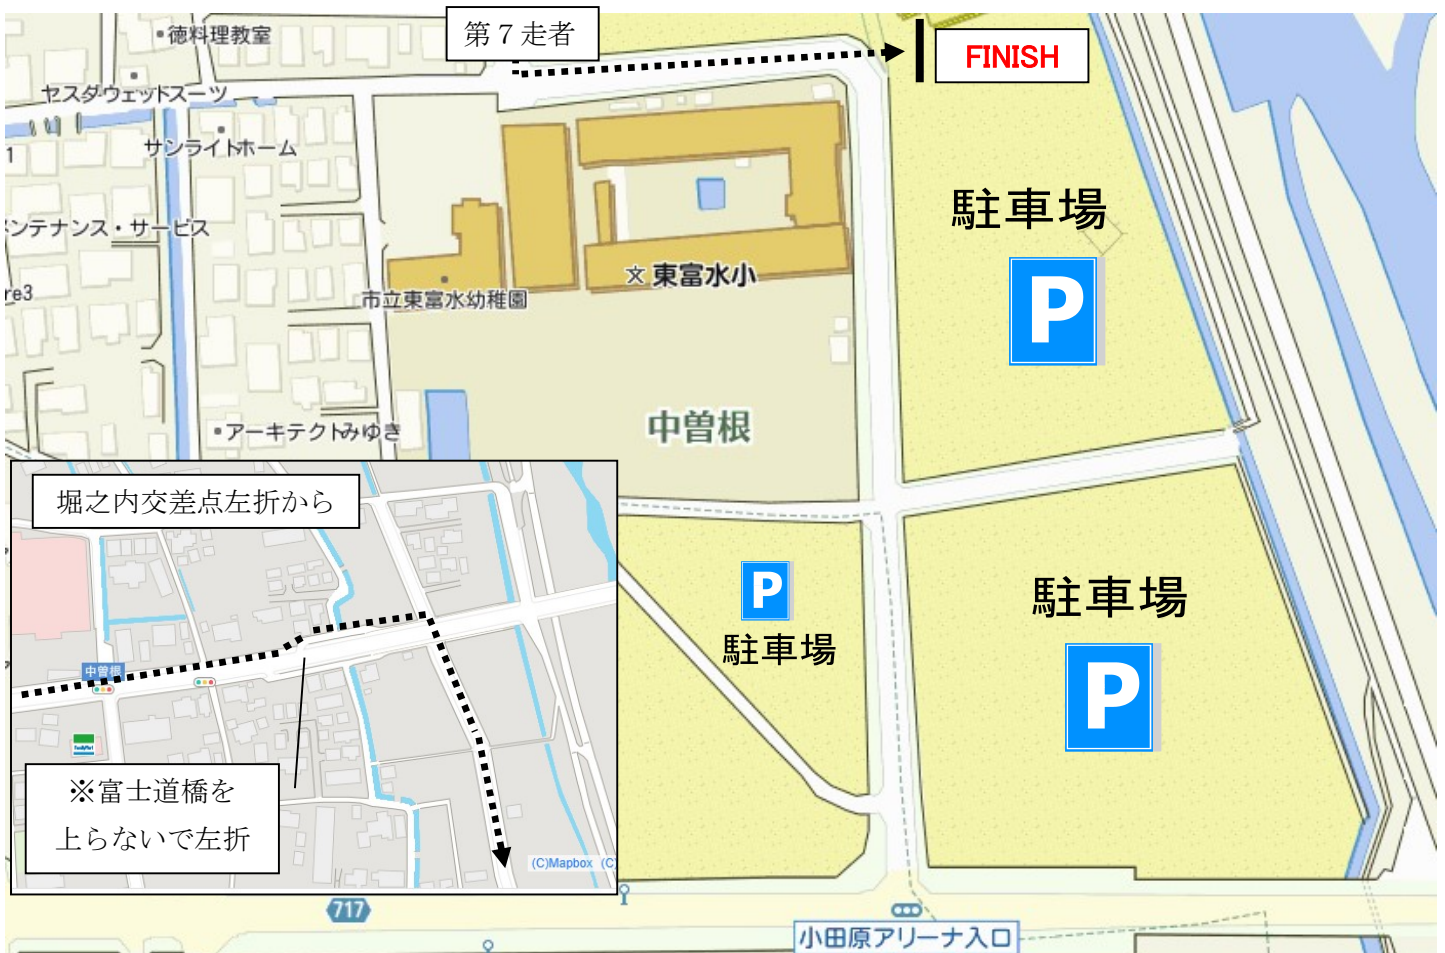 徳料理教室
第７走者
FINISH
セスダウェットスーツ
サンライトホーム
1
ンテナンス・サービス
駐車場
re3
市立東富水幼稚園
文 東富水小
P
アーキテクトみゆき
中曽根
堀之内交差点左折から
P
駐車場
駐車場
P
中曽根
FamilyMart
※富士道橋を
上らないで左折
(C)Mapbox (C)
717
小田原アリーナ入口